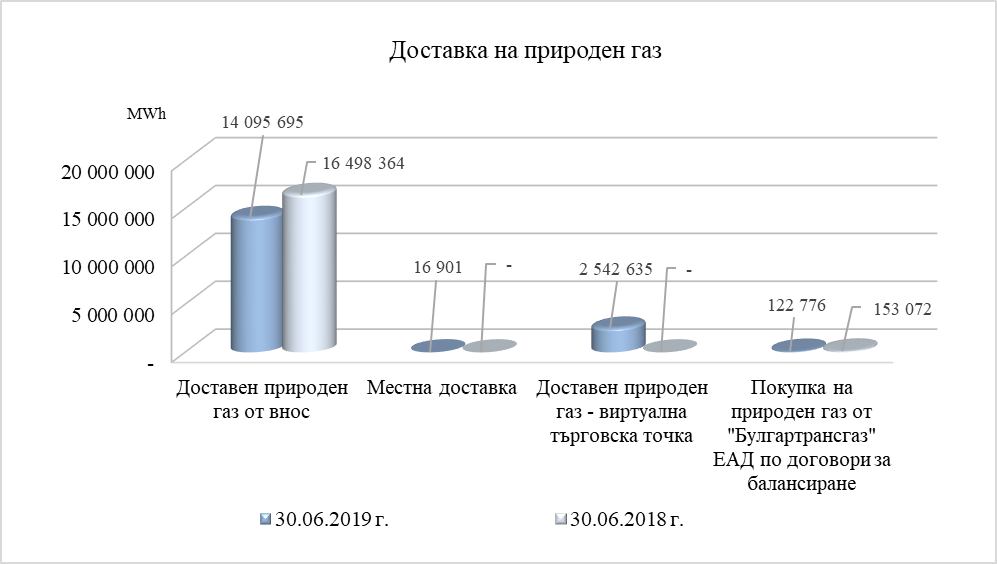 Доставка на природен газ
MWh
14 095 695
16 498 364
16 901
-
2 542 635
-
122 776
153 072
20 000 000
15 000 000
10 000 000
5 000 000
-
Доставен природен
газ от внос
Местна доставка
Доставен природен
газ - виртуална
търговска точка
Покупка на
природен газ от
"Булгартрансгаз"
ЕАД по договори за
балансиране
30.06.2019 г.
30.06.2018 г.